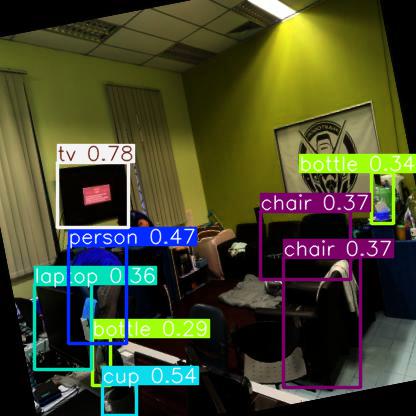 tv 0.78
bottle 0.34
chair 0.37
person 0.47
chair 0.37
laptop 0.36
bottle 0.29
cup 0.54